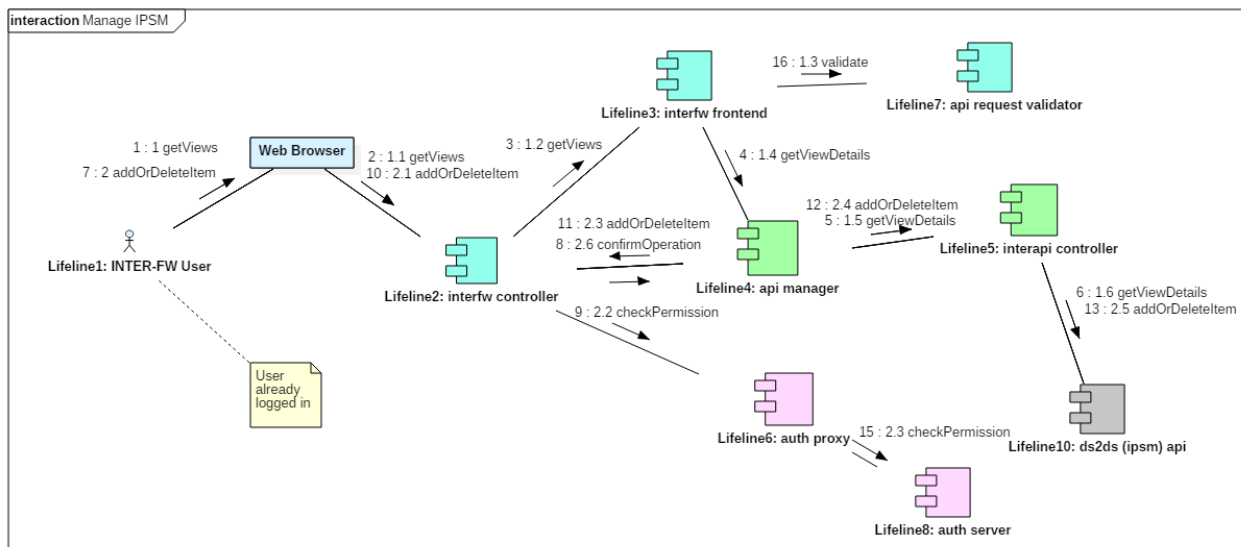 interaction Manage IPSM
16 : 1.3 validate
Lifeline3: interfw frontend
Lifeline7: api request validator
1 : 1 getViews
7 : 2 addOrDeleteItem
Web Browser
2 : 1.1 getViews
10 : 2.1 addOrDeleteItem
3 : 1.2 getViews
4 : 1.4 getViewDetails
12 : 2.4 addOrDeleteItem
5 : 1.5 getViewDetails
11 : 2.3 addOrDeleteItem
8 : 2.6 confirmOperation
Lifeline5: interapi controller
Lifeline1: INTER-FW User
Lifeline2: interfw controller
Lifeline4: api manager
6 : 1.6 getViewDetails
13 : 2.5 addOrDeleteItem
9 : 2.2 checkPermission
User
already
logged in
Lifeline6: auth proxy
15 : 2.3 checkPermission
Lifeline10: ds2ds (ipsm) api
Lifeline8: auth server